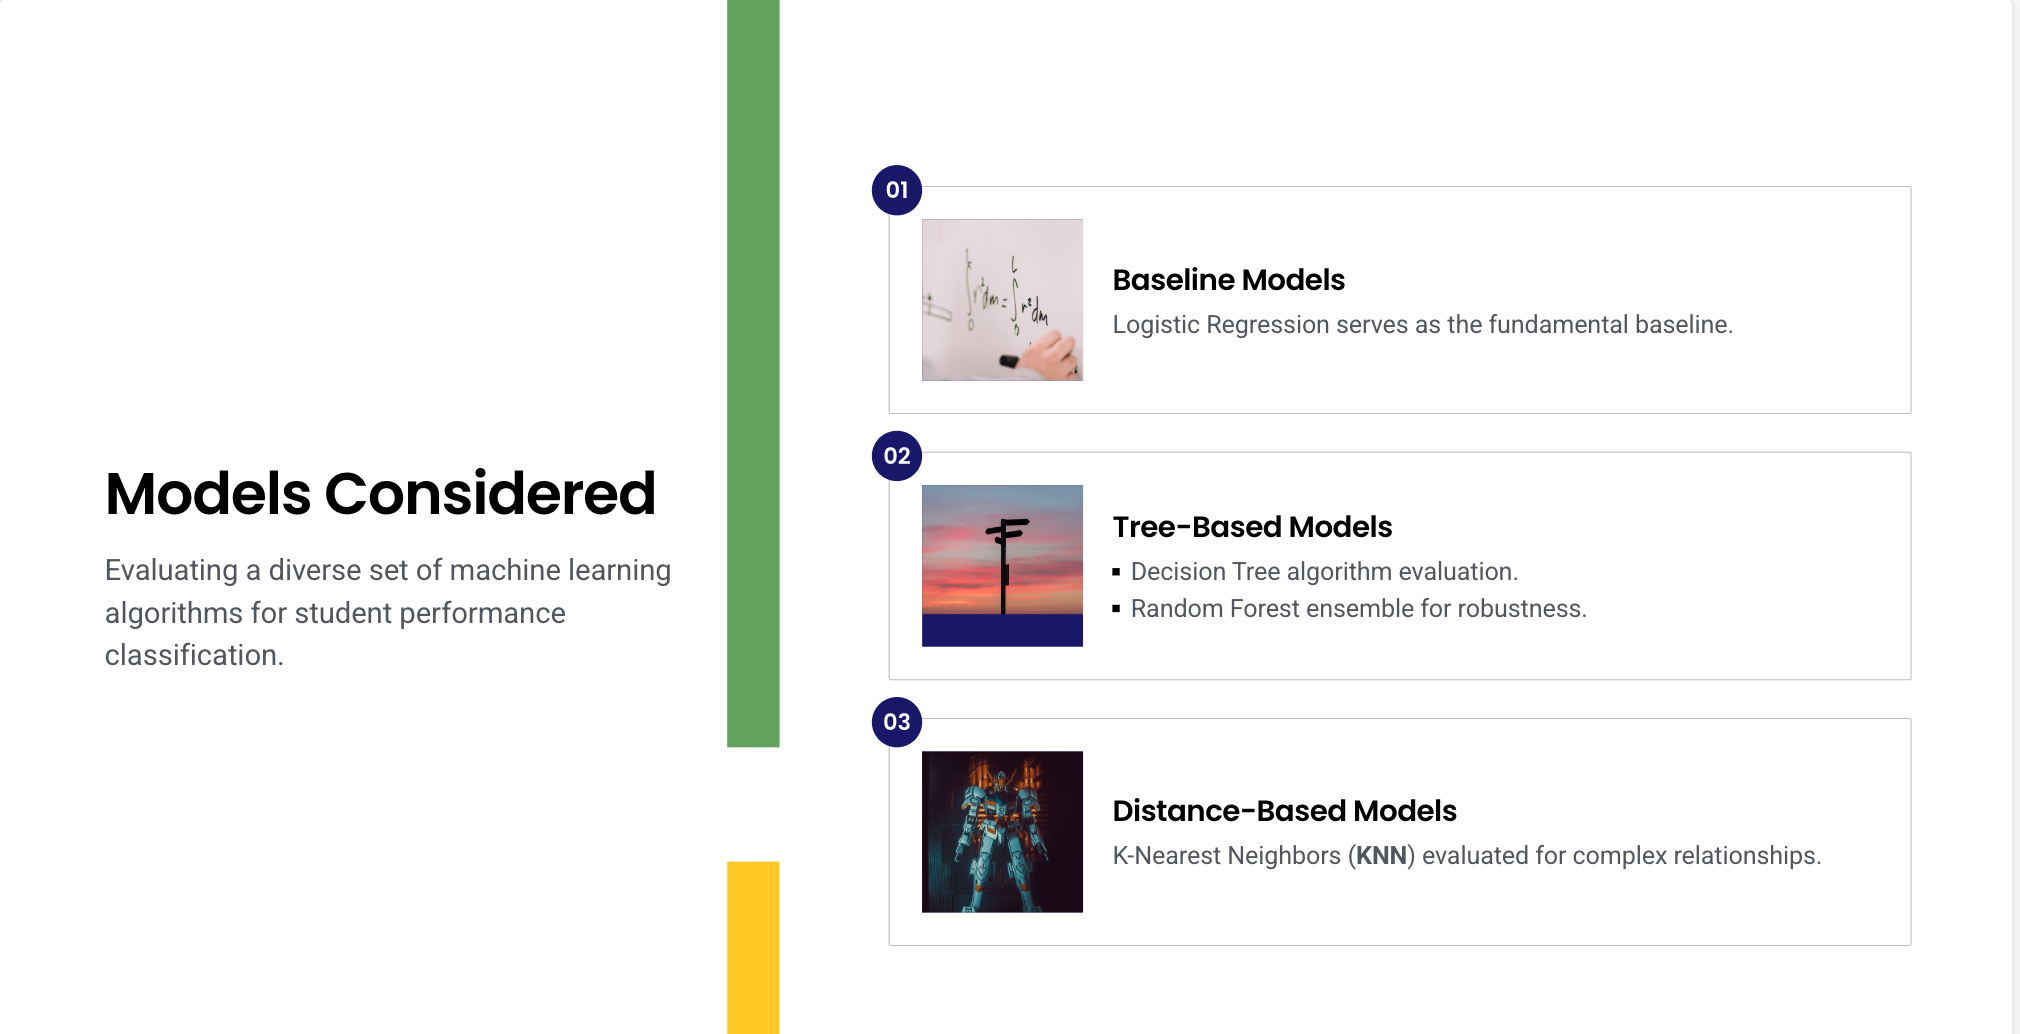 Models Considered
Evaluating a diverse set of machine learning
algorithms for student performance
classification.
01
Baseline Models
Logistic Regression serves as the fundamental baseline.
02
Tree-Based Models
▪ Decision Tree algorithm evaluation.
▪ Random Forest ensemble for robustness.
03
Distance-Based Models
K-Nearest Neighbors (KNN) evaluated for complex relationships.